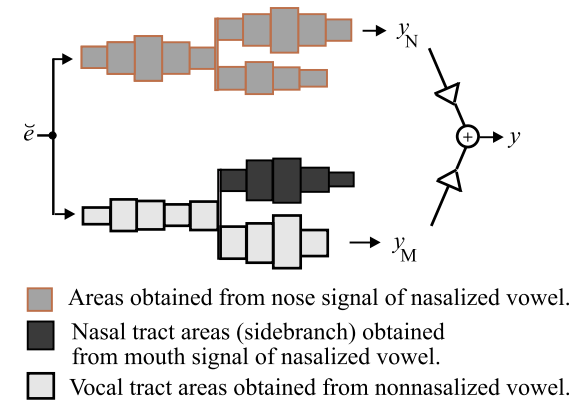 y_N
ĕ
+
y
y_M
Areas obtained from nose signal of nasalized vowel.
Nasal tract areas (sidebranch) obtained
from mouth signal of nasalized vowel.
Vocal tract areas obtained from nonnasalized vowel.